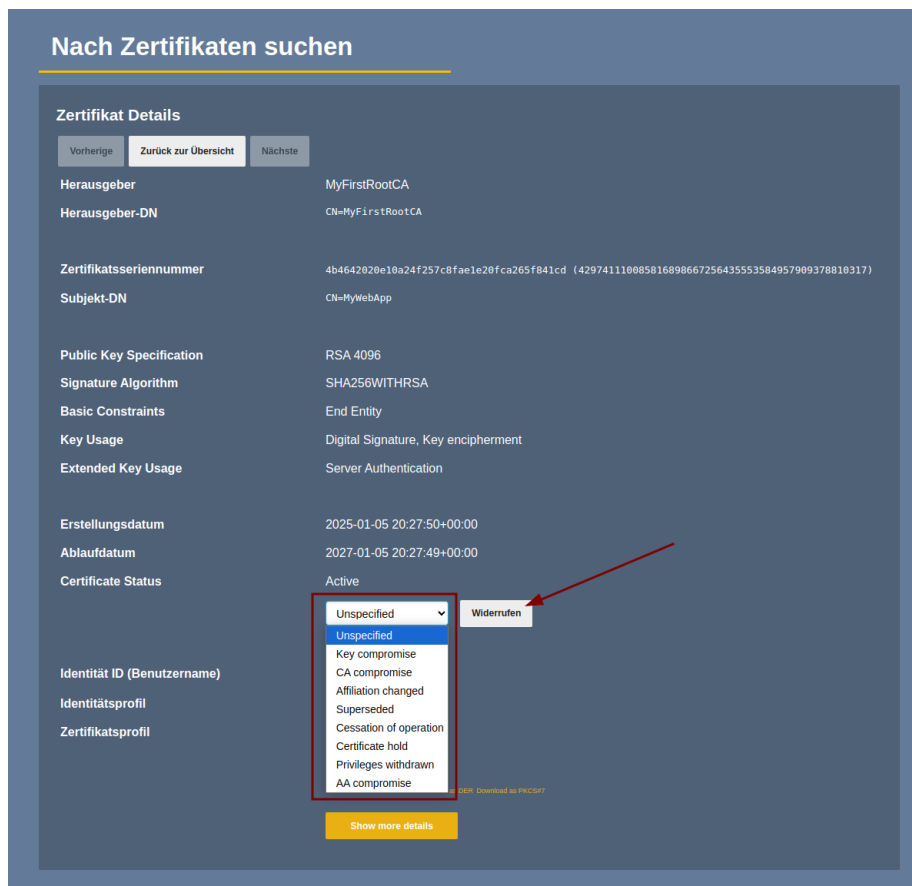 Nach Zertifikaten suchen
Zertifikat Details
Vorherige Zurück zur Übersicht Nächste
Herausgeber MyFirstRootCA
Herausgeber-DN CN=MyFirstRootCA
Zertifikatsseriennummer 4b4642020e10a24f257c8fae1e20fca265f841cd (429741110085816898667256435553584957909378810317)
Subjekt-DN CN=MyWebApp
Public Key Specification RSA 4096
Signature Algorithm SHA256WITHRSA
Basic Constraints End Entity
Key Usage Digital Signature, Key encipherment
Extended Key Usage Server Authentication
Erstellungsdatum 2025-01-05 20:27:50+00:00
Ablaufdatum 2027-01-05 20:27:49+00:00
Certificate Status Active
Unspecified Widerrufen
Unspecified
Key compromise
CA compromise
Identität ID (Benutzername)
Affiliation changed
Identitätsprofil
Superseded
Cessation of operation
Zertifikatsprofil
Certificate hold
Privileges withdrawn
AA compromise
DER Download as PKCS#7
Show more details